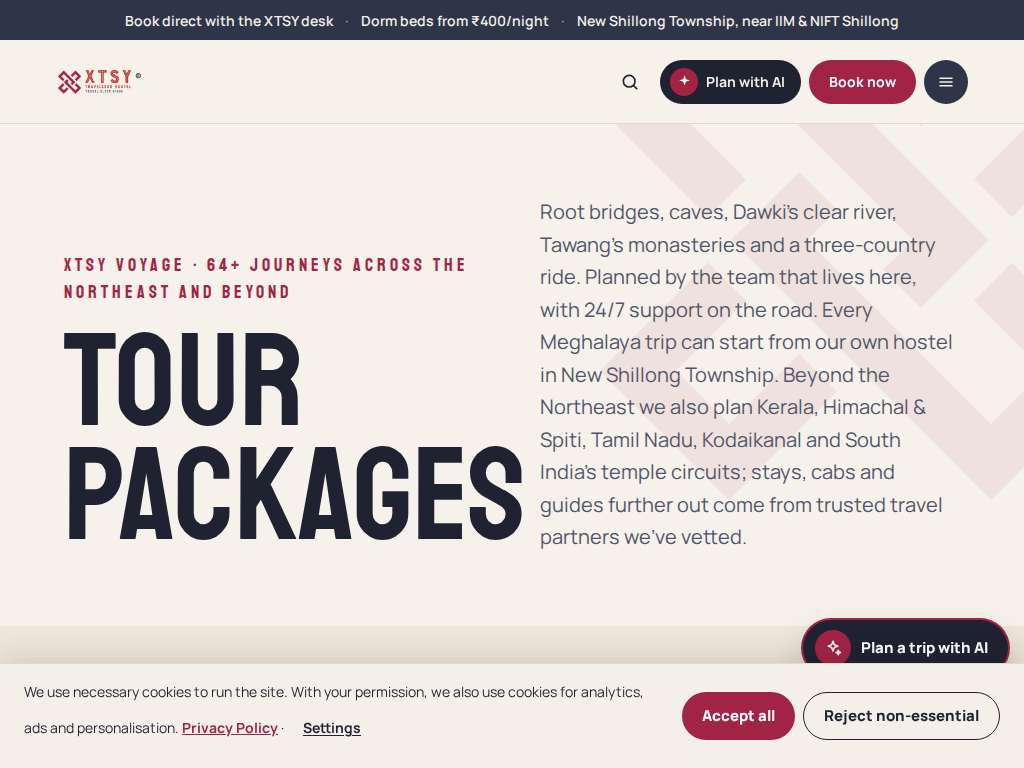 Book direct with the XTSY desk · Dorm beds from ₹400/night · New Shillong Township, near IIM & NIFT Shillong
XTSY ®
TRAVELLERS HOSTEL
Plan with AI
Book now
XTSY VOYAGE · 64+ JOURNEYS ACROSS THE
NORTHEAST AND BEYOND
TOUR
PACKAGES
Root bridges, caves, Dawki's clear river,
Tawang's monasteries and a three-country
ride. Planned by the team that lives here,
with 24/7 support on the road. Every
Meghalaya trip can start from our own hostel
in New Shillong Township. Beyond the
Northeast we also plan Kerala, Himachal &
Spiti, Tamil Nadu, Kodaikanal and South
India's temple circuits; stays, cabs and
guides further out come from trusted travel
partners we've vetted.
Plan a trip with AI
We use necessary cookies to run the site. With your permission, we also use cookies for analytics,
ads and personalisation. Privacy Policy · Settings
Accept all
Reject non-essential